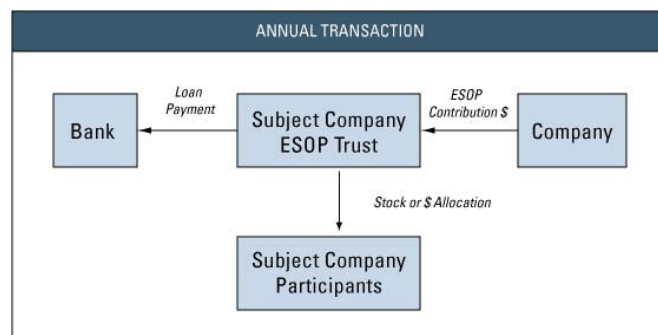 ANNUAL TRANSACTION
Bank
Loan
Payment
Subject Company
ESOP Trust
ESOP
Contribution $
Company
Stock or $ Allocation
Subject Company
Participants